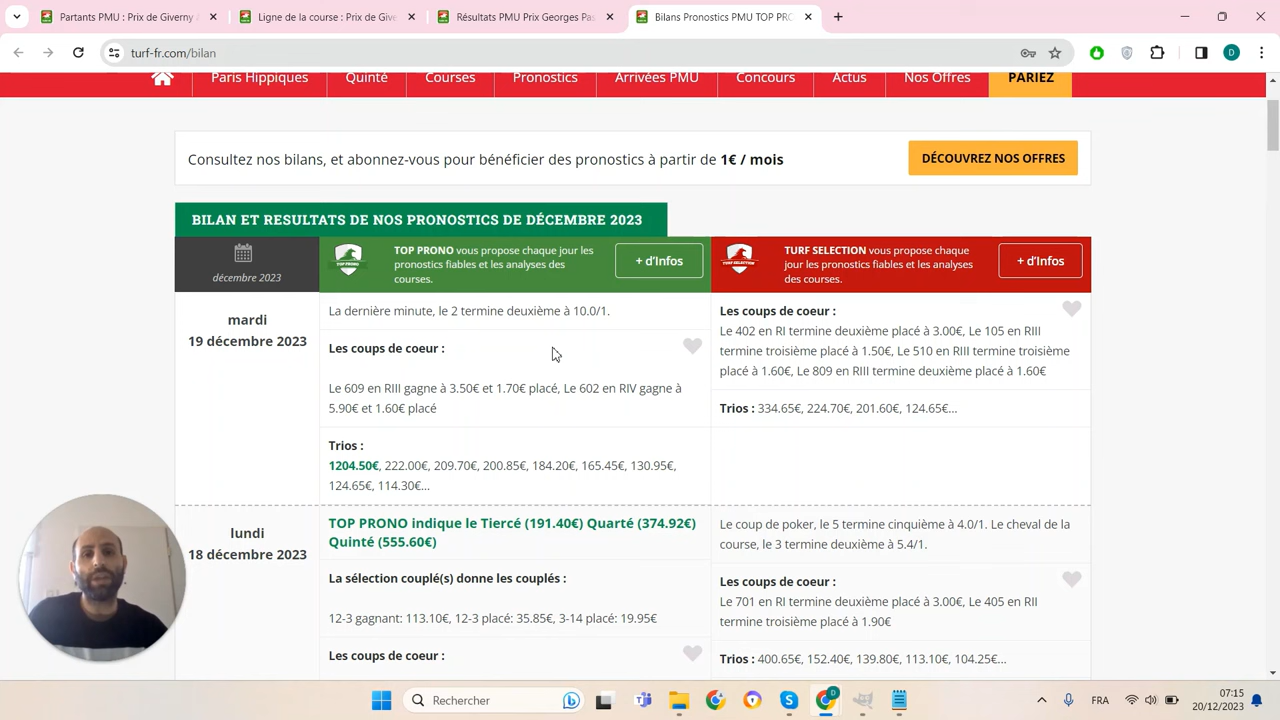 Partants PMU : Prix de Giverny
Ligne de la course : Prix de Give
Résultats PMU Prix Georges Pas
Bilans Pronostics PMU TOP PRO
turf-fr.com/bilan
D
Paris Hippiques
Quinté
Courses
Pronostics
Arrivées PMU
Concours
Actus
Nos Offres
PARIEZ
Consultez nos bilans, et abonnez-vous pour bénéficier des pronostics à partir de 1€ / mois
DÉCOUVREZ NOS OFFRES
BILAN ET RESULTATS DE NOS PRONOSTICS DE DÉCEMBRE 2023
décembre 2023
TOP PRONO
TOP PRONO vous propose chaque jour les
pronostics fiables et les analyses des
courses.
+ d'Infos
TURF SELECTION
TURF SELECTION vous propose chaque
jour les pronostics fiables et les analyses
des courses.
+ d'Infos
mardi
19 décembre 2023
La dernière minute, le 2 termine deuxième à 10.0/1.
Les coups de coeur :
Le 609 en RIII gagne à 3.50€ et 1.70€ placé, Le 602 en RIV gagne à
5.90€ et 1.60€ placé
Trios :
1204.50€, 222.00€, 209.70€, 200.85€, 184.20€, 165.45€, 130.95€,
124.65€, 114.30€...
Les coups de coeur :
Le 402 en RI termine deuxième placé à 3.00€, Le 105 en RIII
termine troisième placé à 1.50€, Le 510 en RIII termine troisième
placé à 1.60€, Le 809 en RIII termine deuxième placé à 1.60€
Trios : 334.65€, 224.70€, 201.60€, 124.65€...
lundi
18 décembre 2023
TOP PRONO indique le Tiercé (191.40€) Quarté (374.92€)
Quinté (555.60€)
La sélection couplé(s) donne les couplés :
12-3 gagnant: 113.10€, 12-3 placé: 35.85€, 3-14 placé: 19.95€
Les coups de coeur :
Le coup de poker, le 5 termine cinquième à 4.0/1. Le cheval de la
course, le 3 termine deuxième à 5.4/1.
Les coups de coeur :
Le 701 en RI termine deuxième placé à 3.00€, Le 405 en RII
termine troisième placé à 1.90€
Trios : 400.65€, 152.40€, 139.80€, 113.10€, 104.25€...
Rechercher
FRA
07:15
20/12/2023